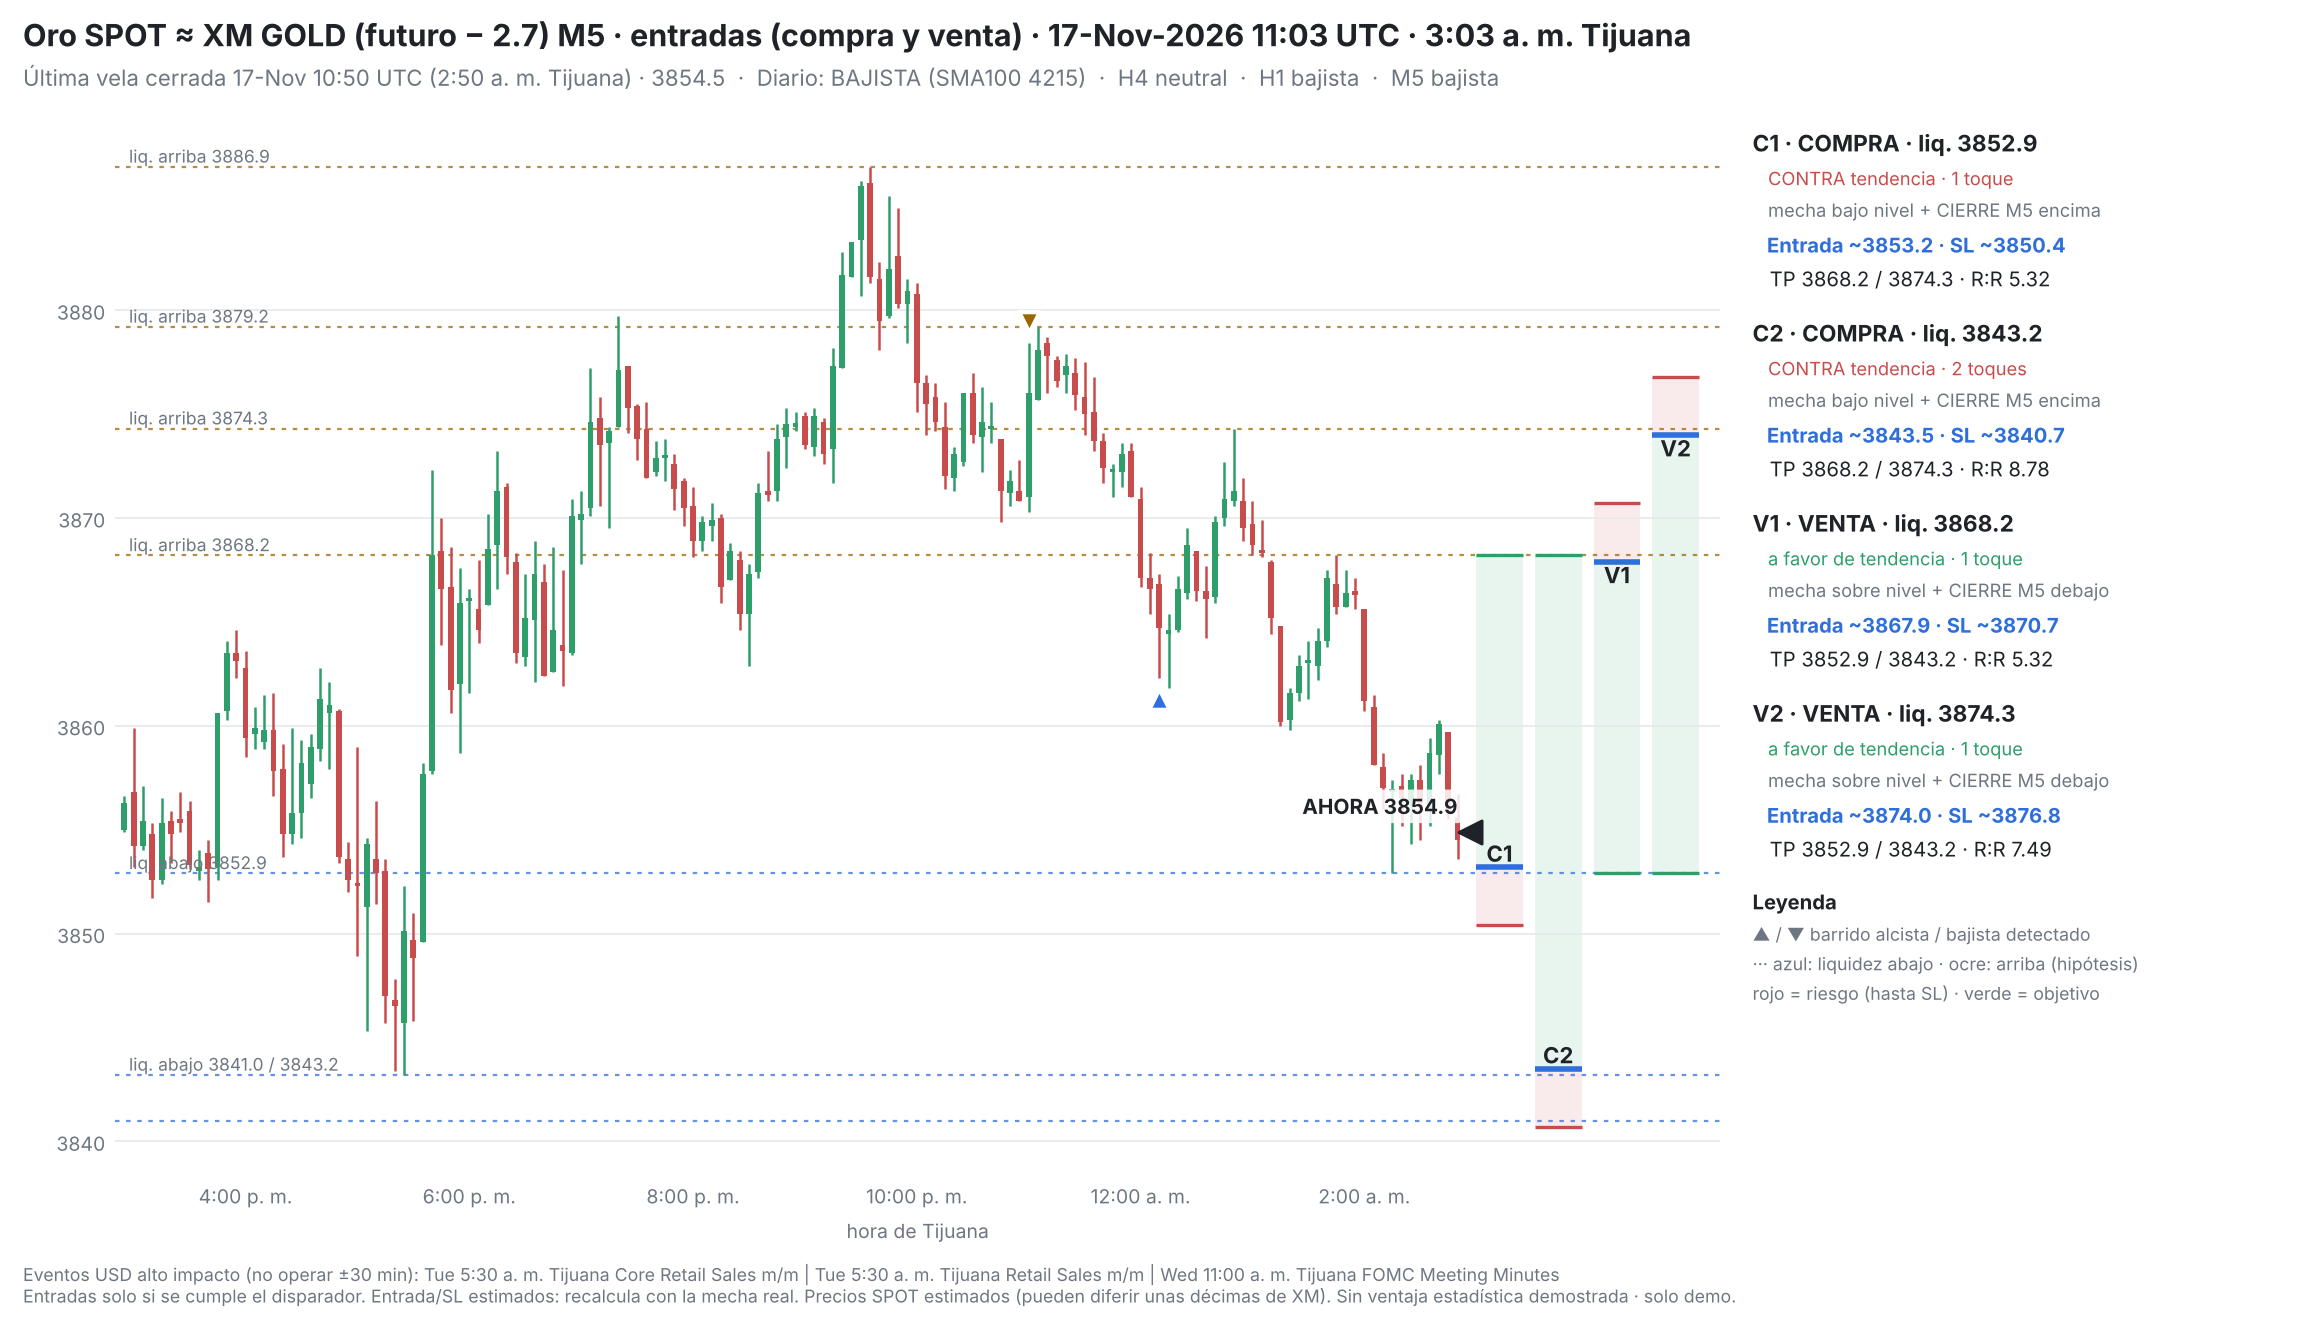 Oro SPOT ≈ XM GOLD (futuro − 2.7) M5 · entradas (compra y venta) · 17-Nov-2026 11:03 UTC · 3:03 a. m. Tijuana
Última vela cerrada 17-Nov 10:50 UTC (2:50 a. m. Tijuana) · 3854.5 · Diario: BAJISTA (SMA100 4215) · H4 neutral · H1 bajista · M5 bajista
liq. arriba 3886.9
3880
liq. arriba 3879.2
liq. arriba 3874.3
3870
liq. arriba 3868.2
3860
liq. abajo 3852.9
3850
liq. abajo 3841.0 / 3843.2
3840
AHORA 3854.9
C1
C2
V1
V2
4:00 p. m.
6:00 p. m.
8:00 p. m.
10:00 p. m.
12:00 a. m.
2:00 a. m.
hora de Tijuana
C1 · COMPRA · liq. 3852.9
CONTRA tendencia · 1 toque
mecha bajo nivel + CIERRE M5 encima
Entrada ~3853.2 · SL ~3850.4
TP 3868.2 / 3874.3 · R:R 5.32
C2 · COMPRA · liq. 3843.2
CONTRA tendencia · 2 toques
mecha bajo nivel + CIERRE M5 encima
Entrada ~3843.5 · SL ~3840.7
TP 3868.2 / 3874.3 · R:R 8.78
V1 · VENTA · liq. 3868.2
a favor de tendencia · 1 toque
mecha sobre nivel + CIERRE M5 debajo
Entrada ~3867.9 · SL ~3870.7
TP 3852.9 / 3843.2 · R:R 5.32
V2 · VENTA · liq. 3874.3
a favor de tendencia · 1 toque
mecha sobre nivel + CIERRE M5 debajo
Entrada ~3874.0 · SL ~3876.8
TP 3852.9 / 3843.2 · R:R 7.49
Leyenda
▲ / ▼ barrido alcista / bajista detectado
··· azul: liquidez abajo · ocre: arriba (hipótesis)
rojo = riesgo (hasta SL) · verde = objetivo
Eventos USD alto impacto (no operar ±30 min): Tue 5:30 a. m. Tijuana Core Retail Sales m/m | Tue 5:30 a. m. Tijuana Retail Sales m/m | Wed 11:00 a. m. Tijuana FOMC Meeting Minutes
Entradas solo si se cumple el disparador. Entrada/SL estimados: recalcula con la mecha real. Precios SPOT estimados (pueden diferir unas décimas de XM). Sin ventaja estadística demostrada · solo demo.